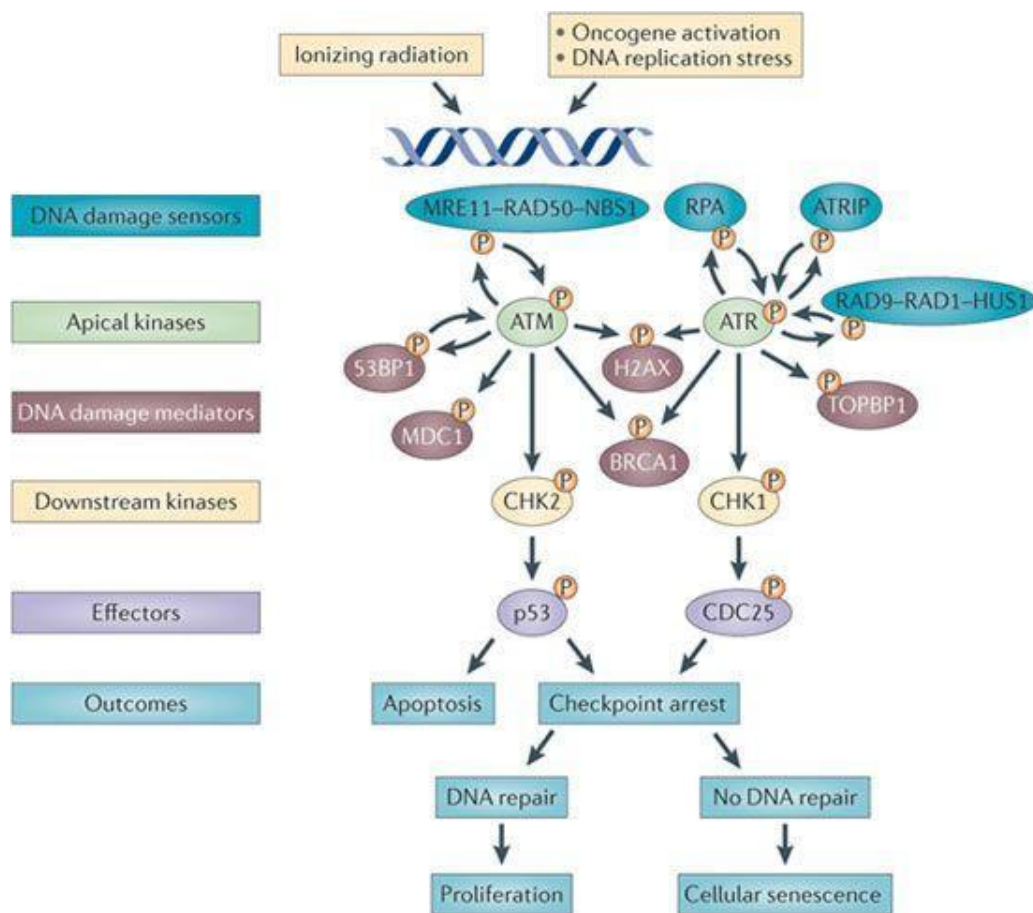 Ionizing radiation
• Oncogene activation
• DNA replication stress
DNA damage sensors
MRE11–RAD50–NBS1
RPA
ATRIP
P
P
P
P
P
RAD9–RAD1–HUS1
Apical kinases
ATM
ATR
P
P
P
P
53BP1
H2AX
DNA damage mediators
P
P
TOPBP1
MDC1
P
BRCA1
Downstream kinases
P
P
CHK2
CHK1
Effectors
P
P
p53
CDC25
Outcomes
Apoptosis
Checkpoint arrest
DNA repair
No DNA repair
Proliferation
Cellular senescence